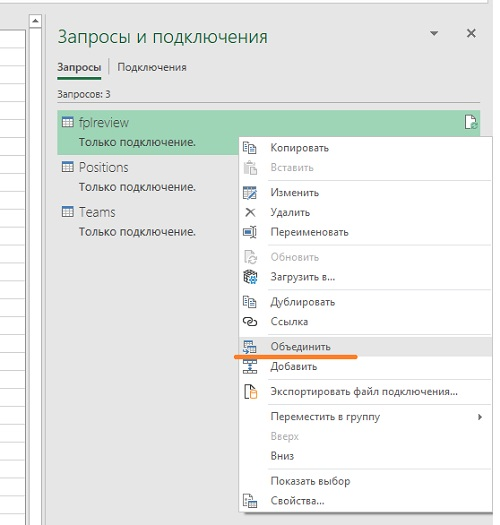 Запросы и подключения
Запросы Подключения
Запросов: 3
fplreview
Только подключение.
Positions
Только подключение.
Teams
Только подключение.
Копировать
Вставить
Изменить
Удалить
Переименовать
Обновить
Загрузить в...
Дублировать
Ссылка
Объединить
Добавить
Экспортировать файл подключения...
Переместить в группу
Вверх
Вниз
Показать выбор
Свойства...